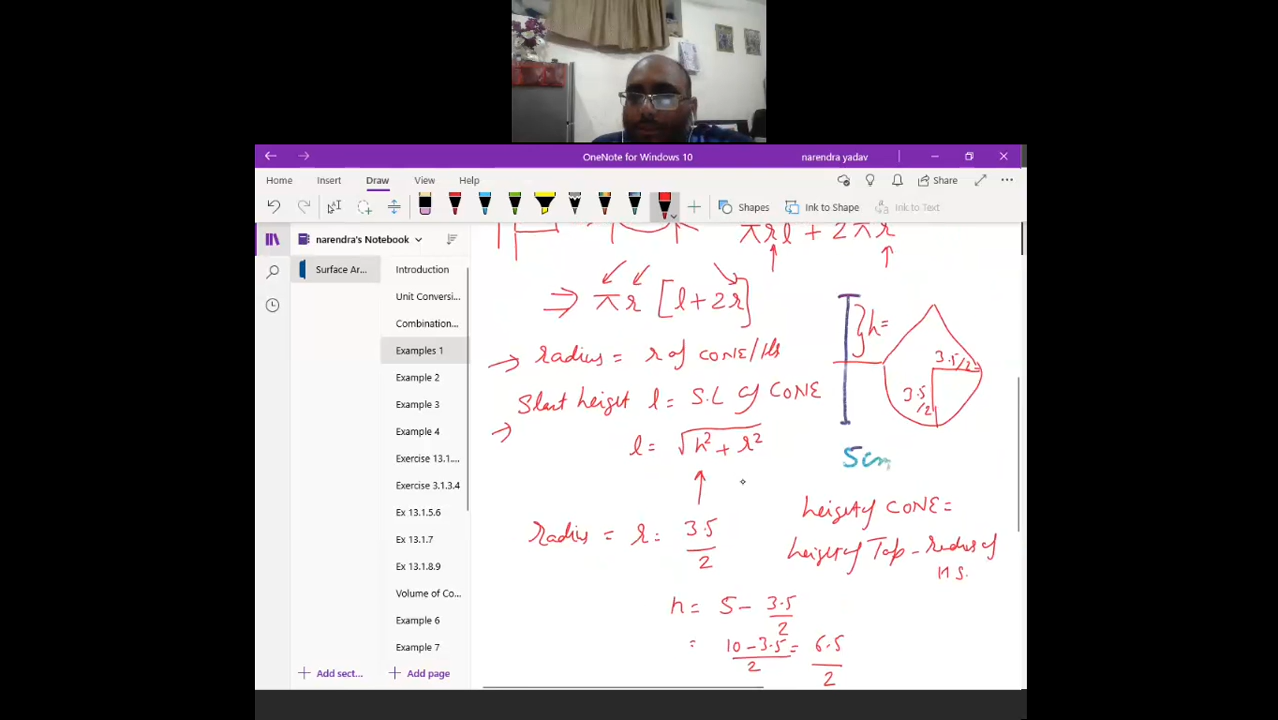 OneNote for Windows 10
narendra yadav
Home Insert Draw View Help
Share
Shapes Ink to Shape Ink to Text
narendra's Notebook
Surface Ar...
Introduction
Unit Conversi...
Combination...
Examples 1
Example 2
Example 3
Example 4
Exercise 13.1....
Exercise 3.1.3.4
Ex 13.1.5.6
Ex 13.1.7
Ex 13.1.8.9
Volume of Co...
Example 6
Example 7
Add sect...
Add page
πrl + 2πr
⇒ πr [l+2r]
→ radius = r of CONE/HS
Slant height l = S.L of CONE
→
l = √h²+r²
radius = r = 3.5/2
h =
3.5/2
3.5/2
5cm
height of CONE =
height of Top - radius of
H S.
h = 5 - 3.5/2
= 10-3.5/2 = 6.5/2